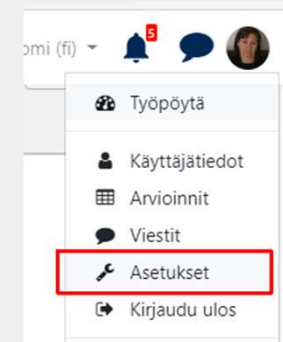 omi (fi)
5
Työpöytä
Käyttäjätiedot
Arvioinnit
Viestit
Asetukset
Kirjaudu ulos